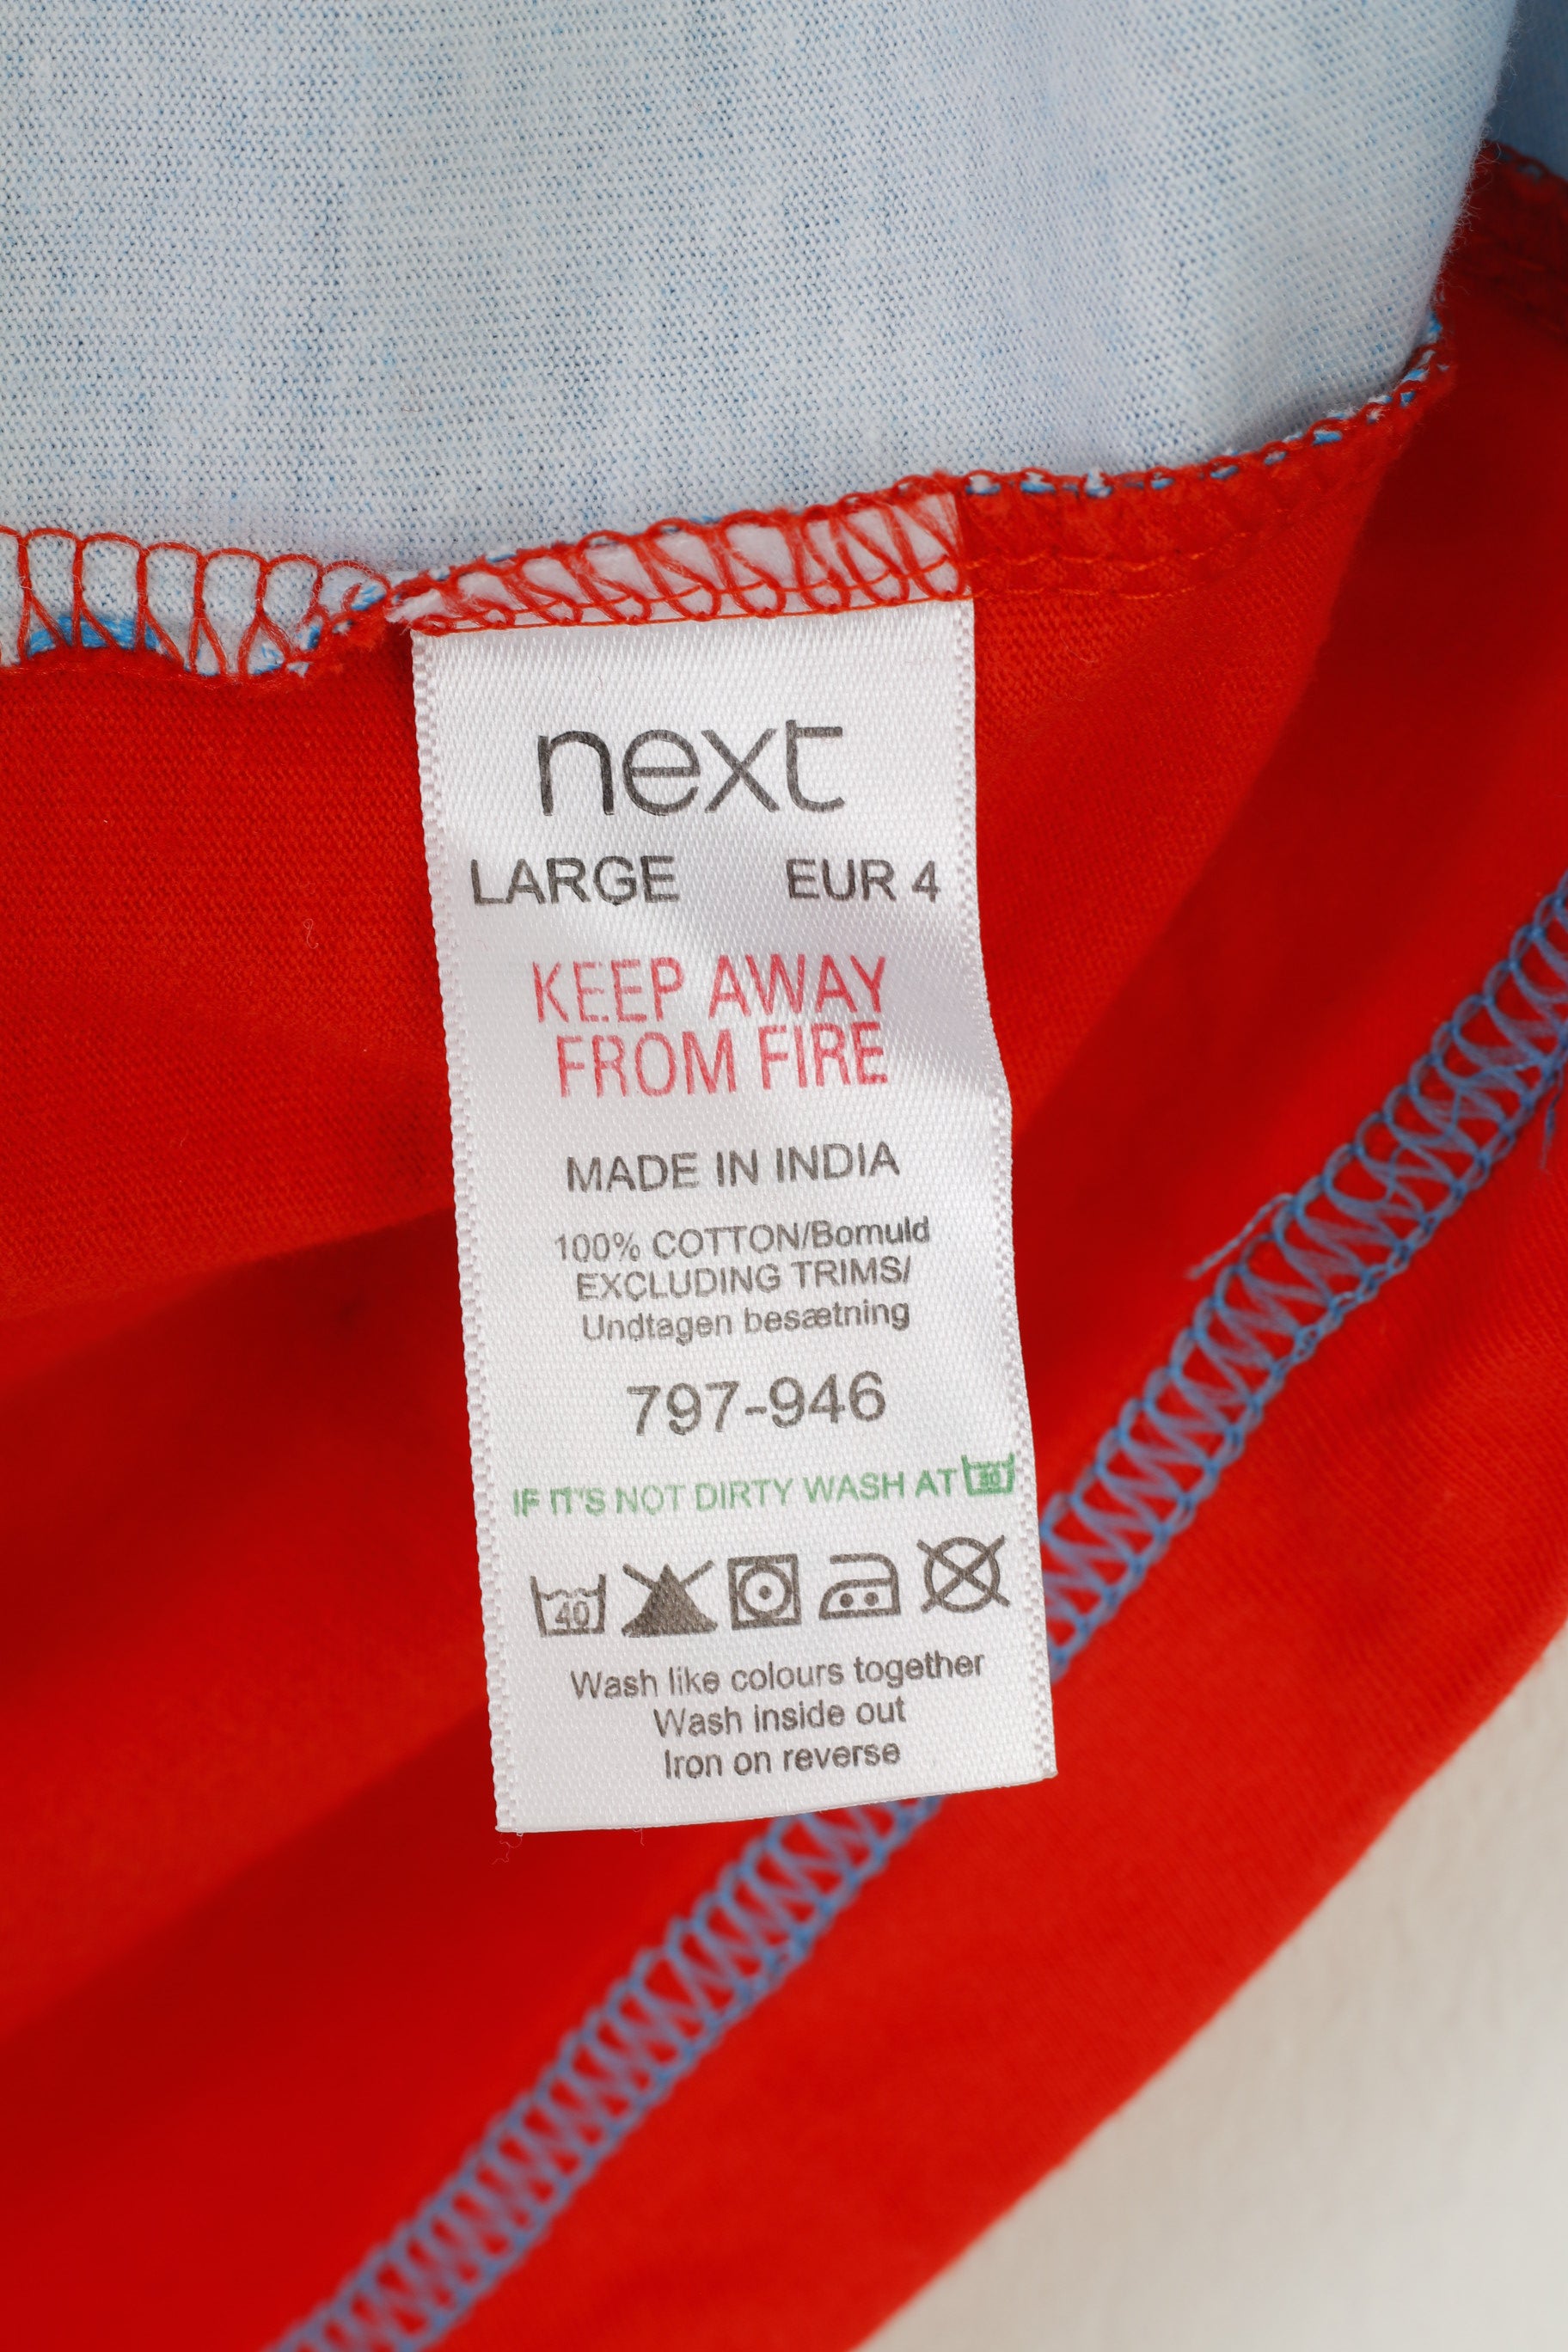 next
LARGE EUR 4
KEEP AWAY
FROM FIRE
MADE IN INDIA
100% COTTON/Bomuld
EXCLUDING TRIMS/
Undtagen besætning
797-946
IF IT'S NOT DIRTY WASH AT 30
40
Wash like colours together
Wash inside out
Iron on reverse